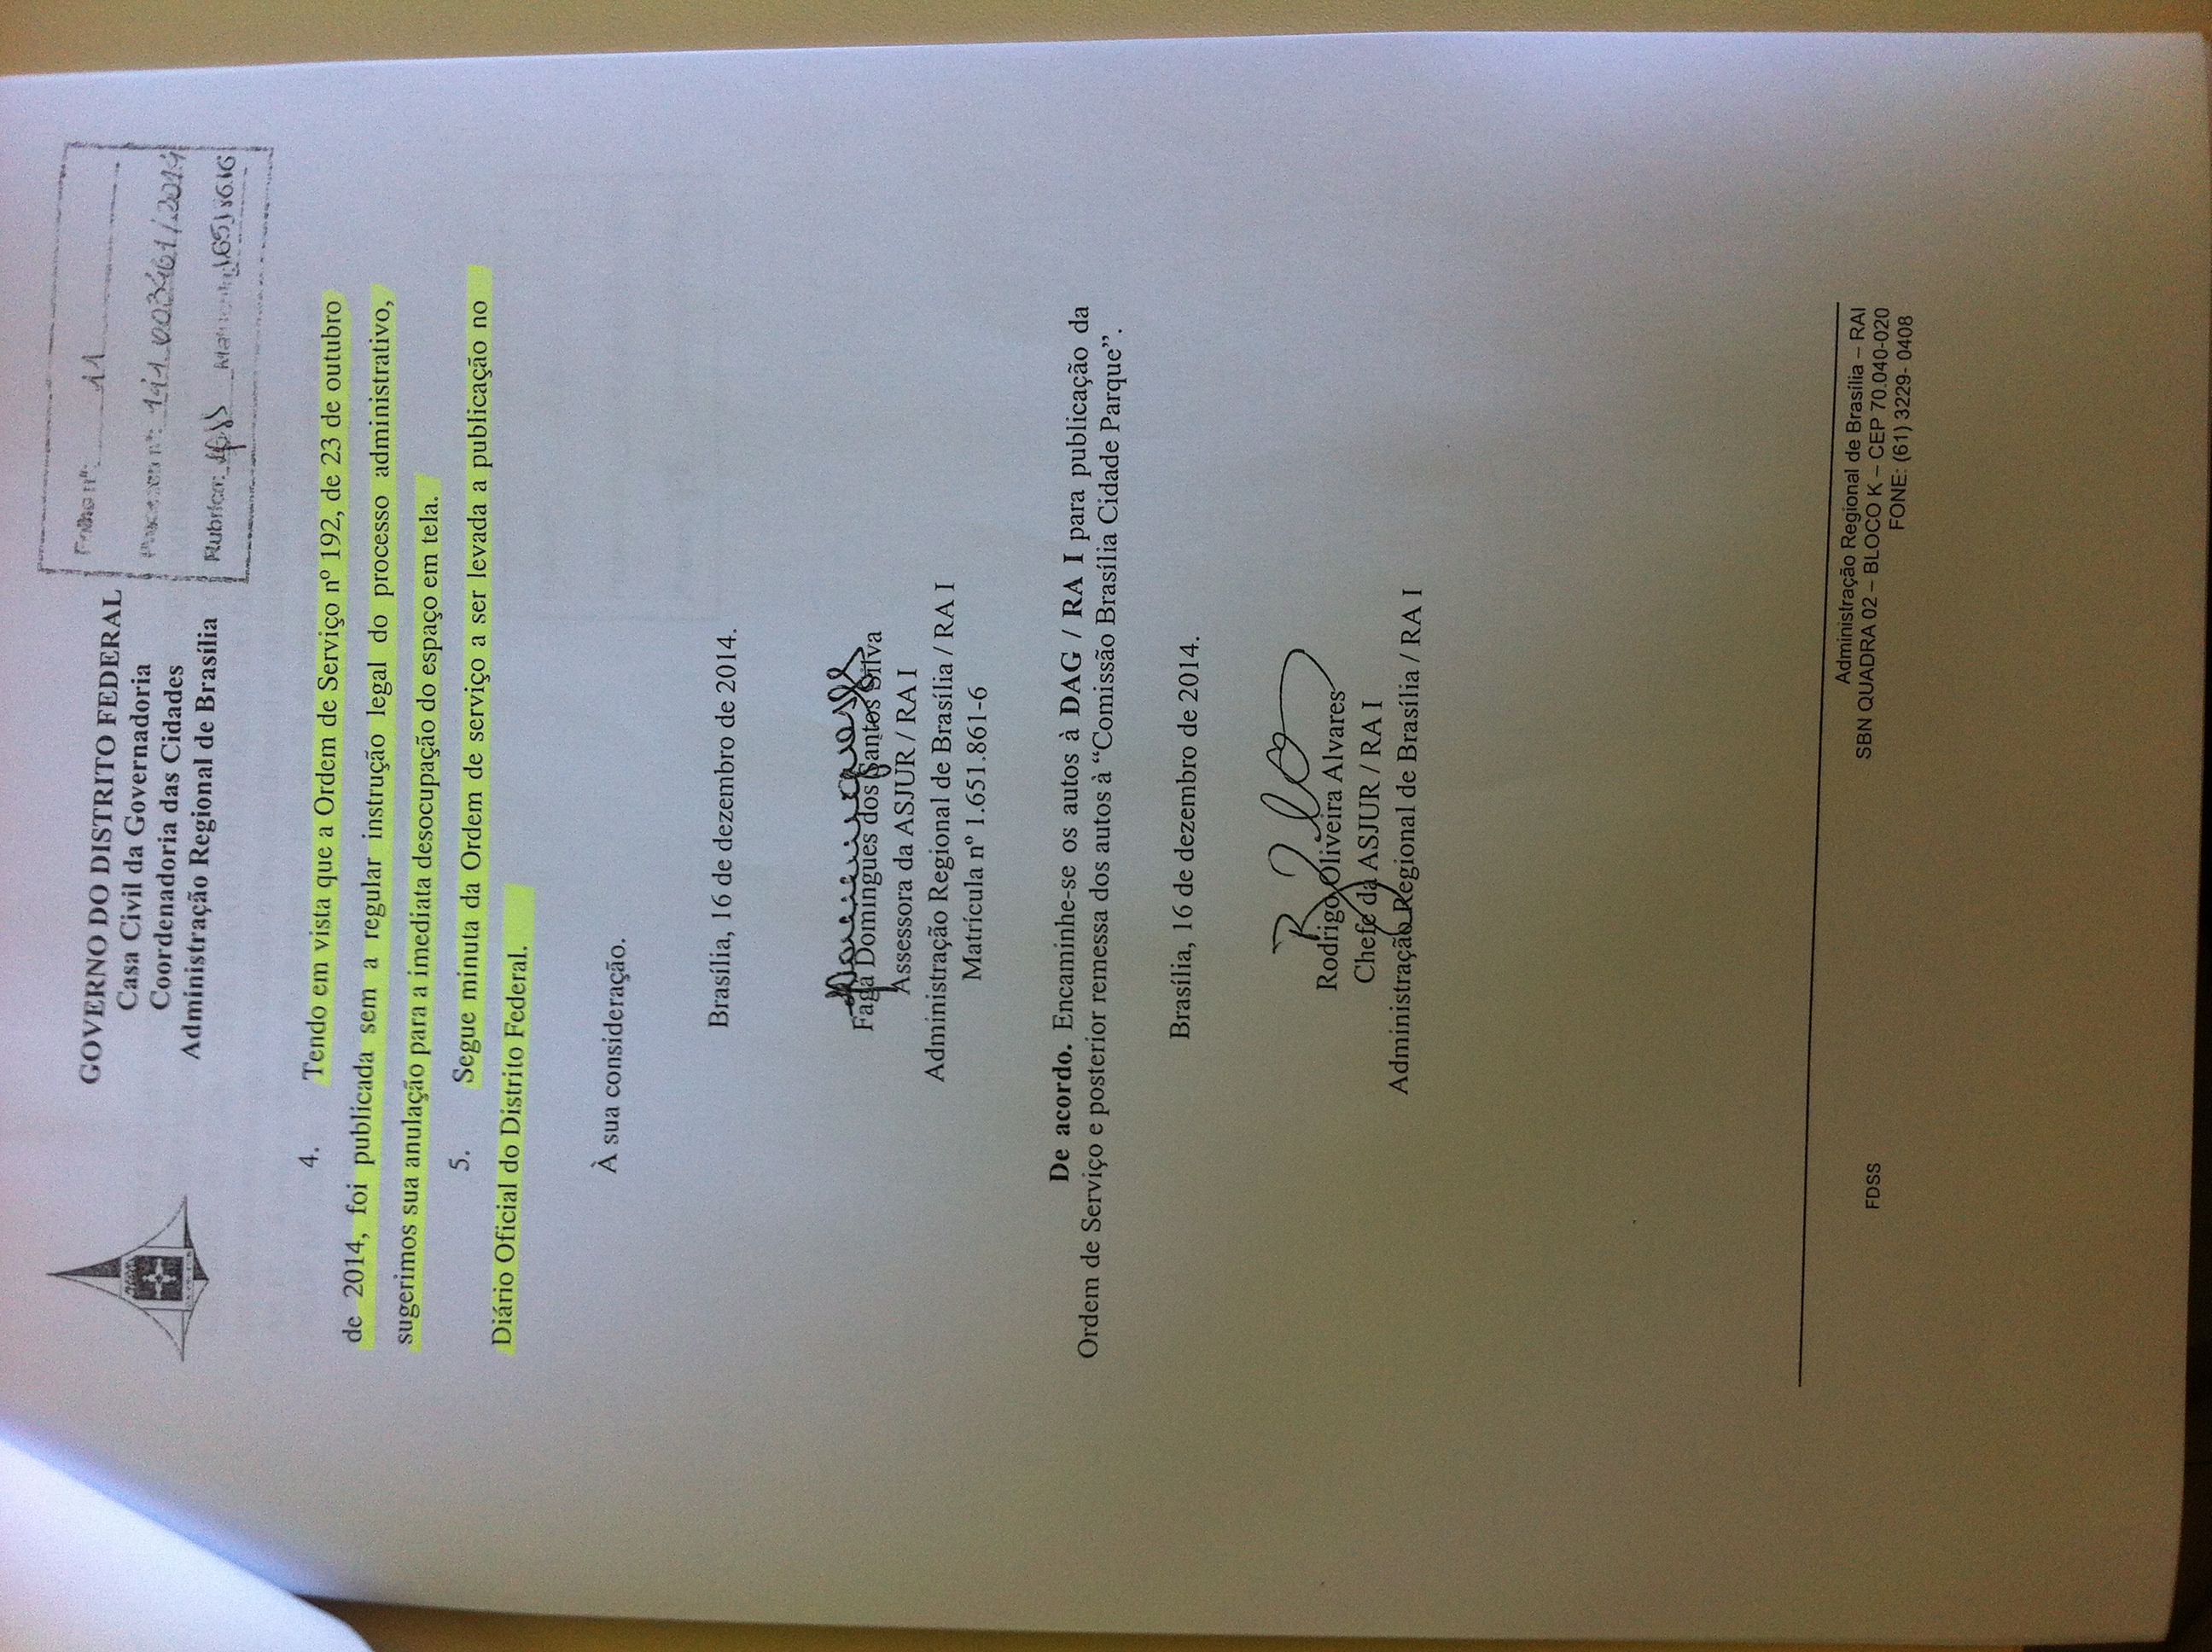 GOVERNO DO DISTRITO FEDERAL
Casa Civil da Governadoria
Coordenadoria das Cidades
Administração Regional de Brasília
Folha nº: 11
Processo nº: 141.003461/2014
Rubrica: Matrícula: 16518616
4. Tendo em vista que a Ordem de Serviço nº 192, de 23 de outubro
de 2014, foi publicada sem a regular instrução legal do processo administrativo,
sugerimos sua anulação para a imediata desocupação do espaço em tela.
5. Segue minuta da Ordem de serviço a ser levada a publicação no
Diário Oficial do Distrito Federal.
À sua consideração.
Brasília, 16 de dezembro de 2014.
Faga Domingues dos Santos Silva
Assessora da ASJUR / RA I
Administração Regional de Brasília / RA I
Matrícula nº 1.651.861-6
De acordo. Encaminhe-se os autos à DAG / RA I para publicação da
Ordem de Serviço e posterior remessa dos autos à “Comissão Brasília Cidade Parque”.
Brasília, 16 de dezembro de 2014.
Rodrigo Oliveira Alvares
Chefe da ASJUR / RA I
Administração Regional de Brasília / RA I
Administração Regional de Brasília – RAI
SBN QUADRA 02 – BLOCO K – CEP 70.040-020
FONE: (61) 3229- 0408
FDSS